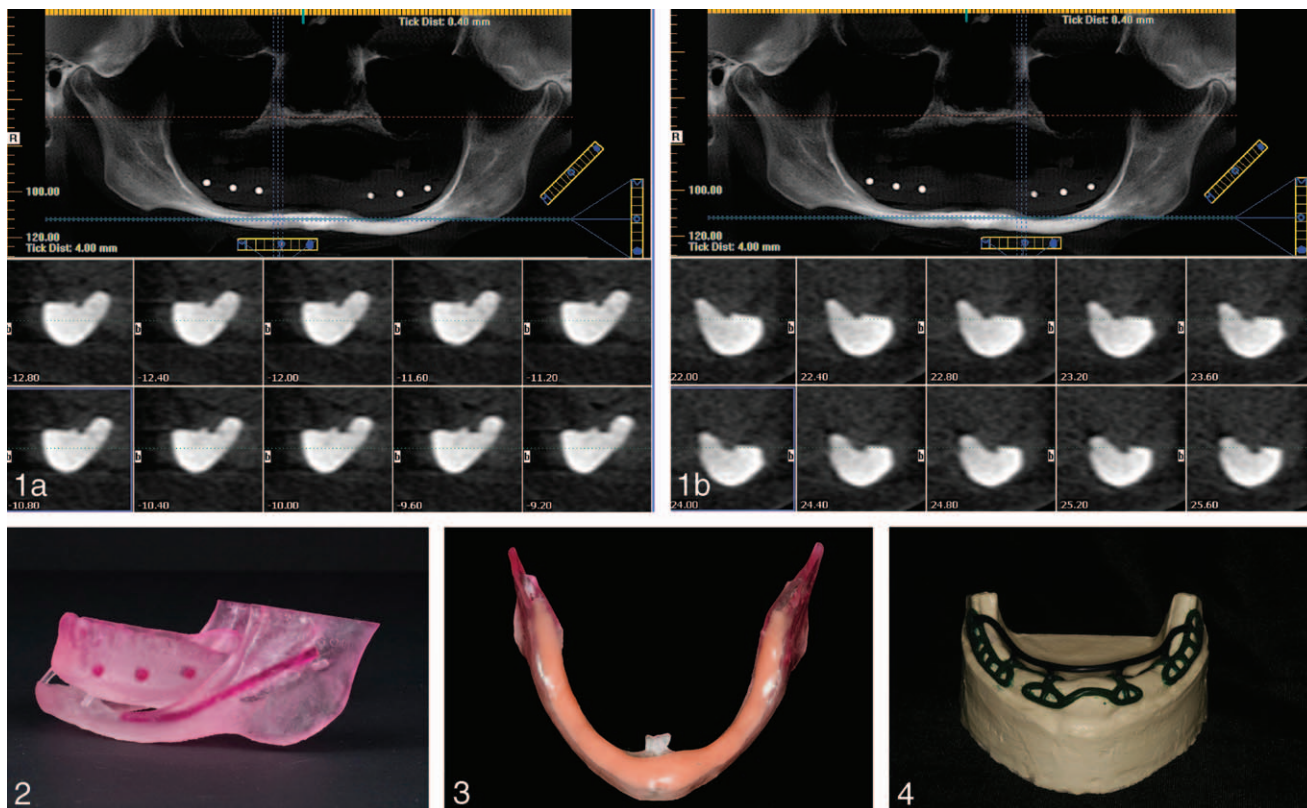 Tick Dist: 0.40 mm
R
100.00
120.00
Tick Dist: 4.00 mm
b b b b b
-12.80 -12.40 -12.00 -11.60 -11.20
b b b b b
-10.80 -10.40 -10.00 -9.60 -9.20
1a
Tick Dist: 0.40 mm
R
100.00
120.00
Tick Dist: 4.00 mm
b b b b b
22.00 22.40 22.80 23.20 23.60
b b b b b
24.00 24.40 24.80 25.20 25.60
1b
2
3
4